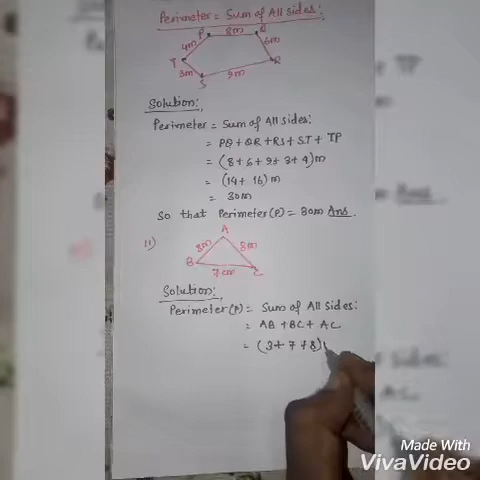 Perimeter = Sum of All sides:
P 8m Q
4m 6m
T R
3m 9m
S
Solution:
Perimeter = Sum of All sides:
= PQ + QR + RS + ST + TP
= (8 + 6 + 9 + 3 + 4) m
= (14 + 16) m
= 30m
So that Perimeter (P) = 30m Ans.
ii)
A
3m 8m
B C
7cm
Solution:
Perimeter (P) = Sum of All sides:
= AB + BC + AC
= (3 + 7 + 8)
Made With
VivaVideo